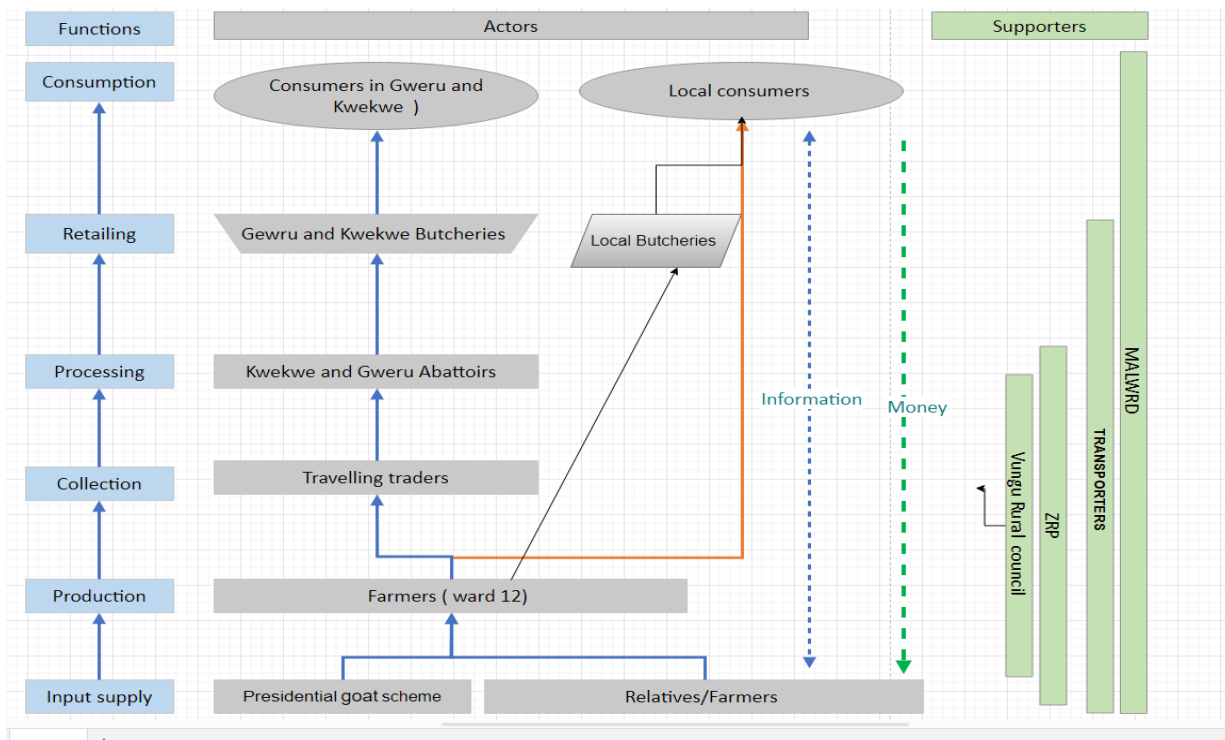 Functions
Actors
Supporters
Consumption
Consumers in Gweru and
Kwekwe )
Local consumers
Retailing
Gewru and Kwekwe Butcheries
Local Butcheries
Processing
Kwekwe and Gweru Abattoirs
Information
Money
Collection
Travelling traders
Production
Farmers ( ward 12)
Input supply
Presidential goat scheme
Relatives/Farmers
Vungu Rural council
ZRP
TRANSPORTERS
MALWRD